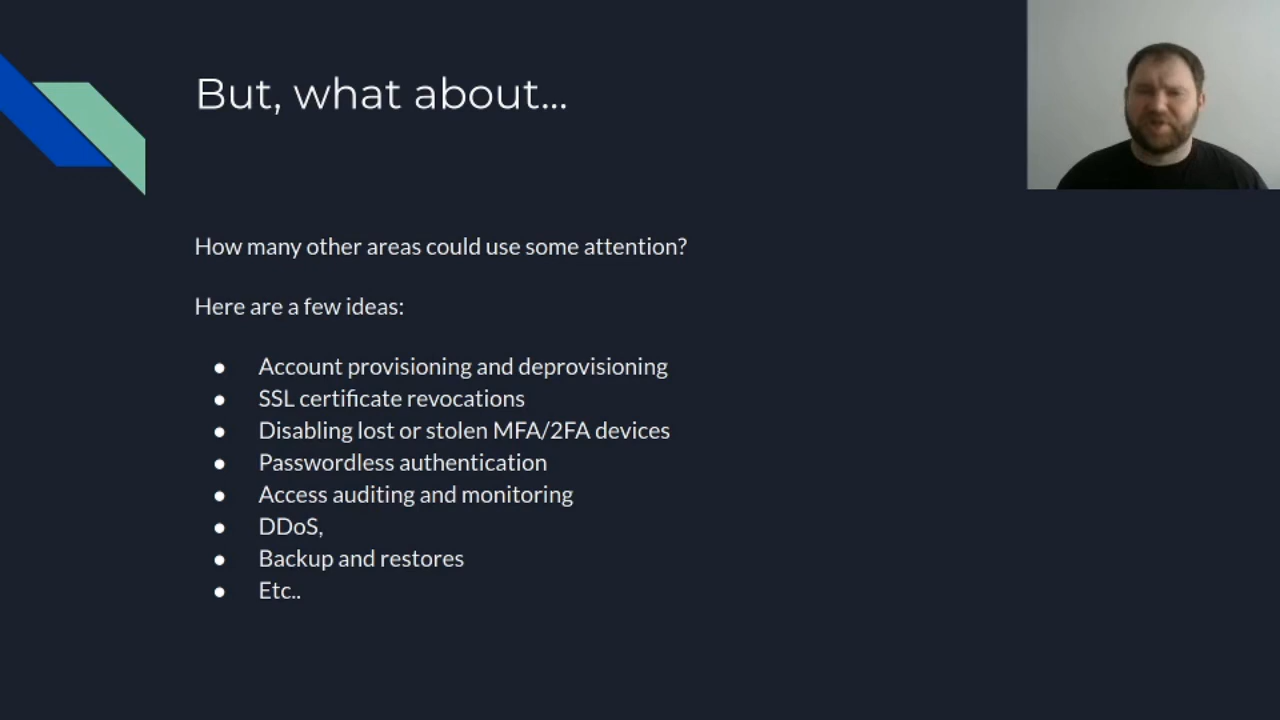 But, what about...
How many other areas could use some attention?
Here are a few ideas:
● Account provisioning and deprovisioning
● SSL certificate revocations
● Disabling lost or stolen MFA/2FA devices
● Passwordless authentication
● Access auditing and monitoring
● DDoS,
● Backup and restores
● Etc..